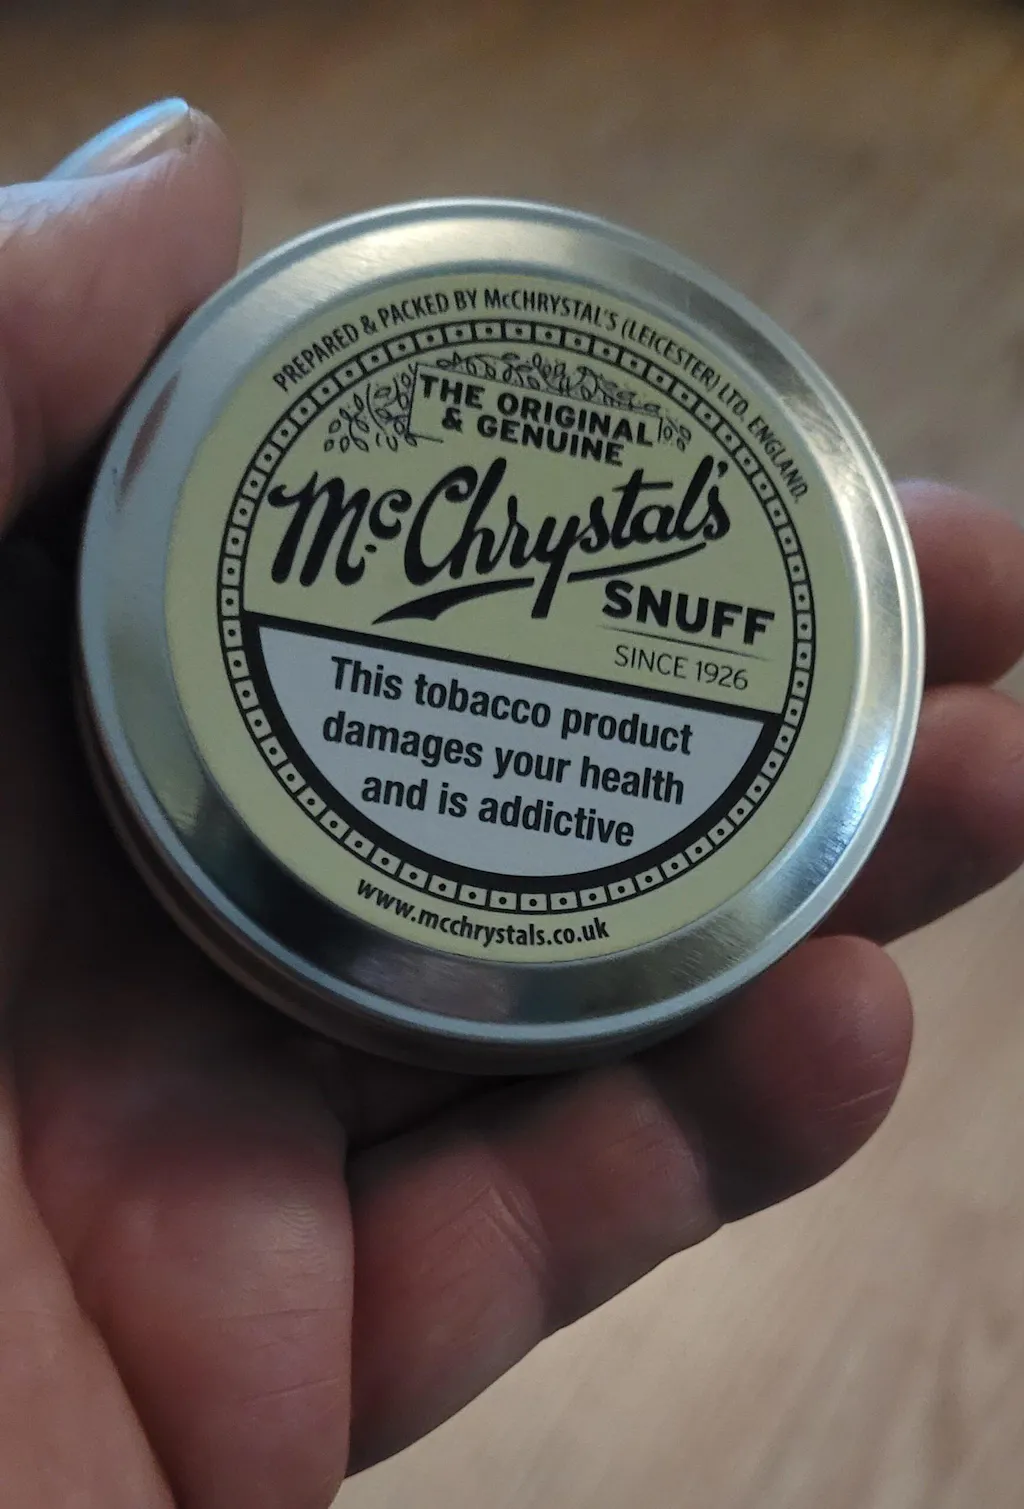 PREPARED & PACKED BY McCHRYSTAL'S (LEICESTER) LTD. ENGLAND.
THE ORIGINAL
& GENUINE
McChrystal's
SNUFF
SINCE 1926
This tobacco product
damages your health
and is addictive
www.mcchrystals.co.uk